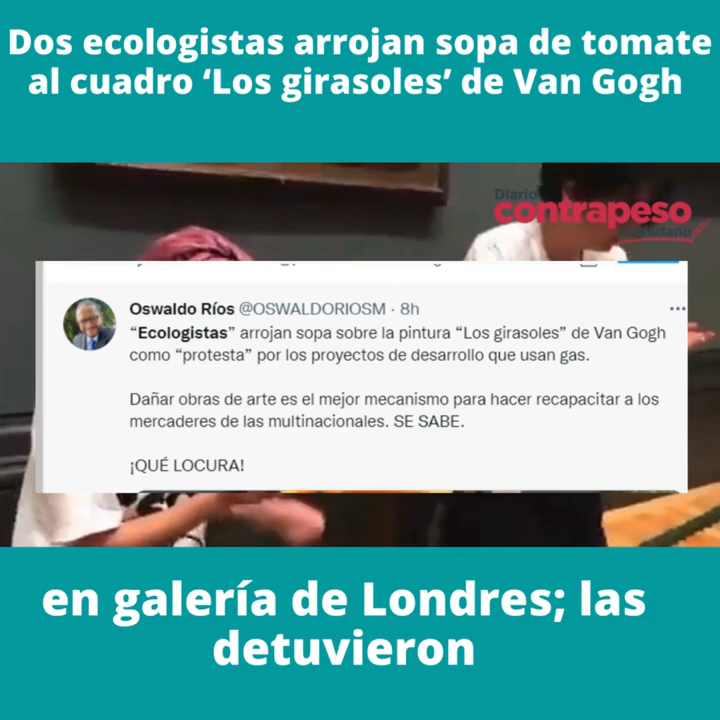 Dos ecologistas arrojan sopa de tomate
al cuadro ‘Los girasoles’ de Van Gogh
Diario
contrapeso
ciudadano
Oswaldo Ríos @OSWALDORIOSM · 8h
“Ecologistas” arrojan sopa sobre la pintura “Los girasoles” de Van Gogh
como “protesta” por los proyectos de desarrollo que usan gas.
Dañar obras de arte es el mejor mecanismo para hacer recapacitar a los
mercaderes de las multinacionales. SE SABE.
¡QUÉ LOCURA!
en galería de Londres; las
detuvieron